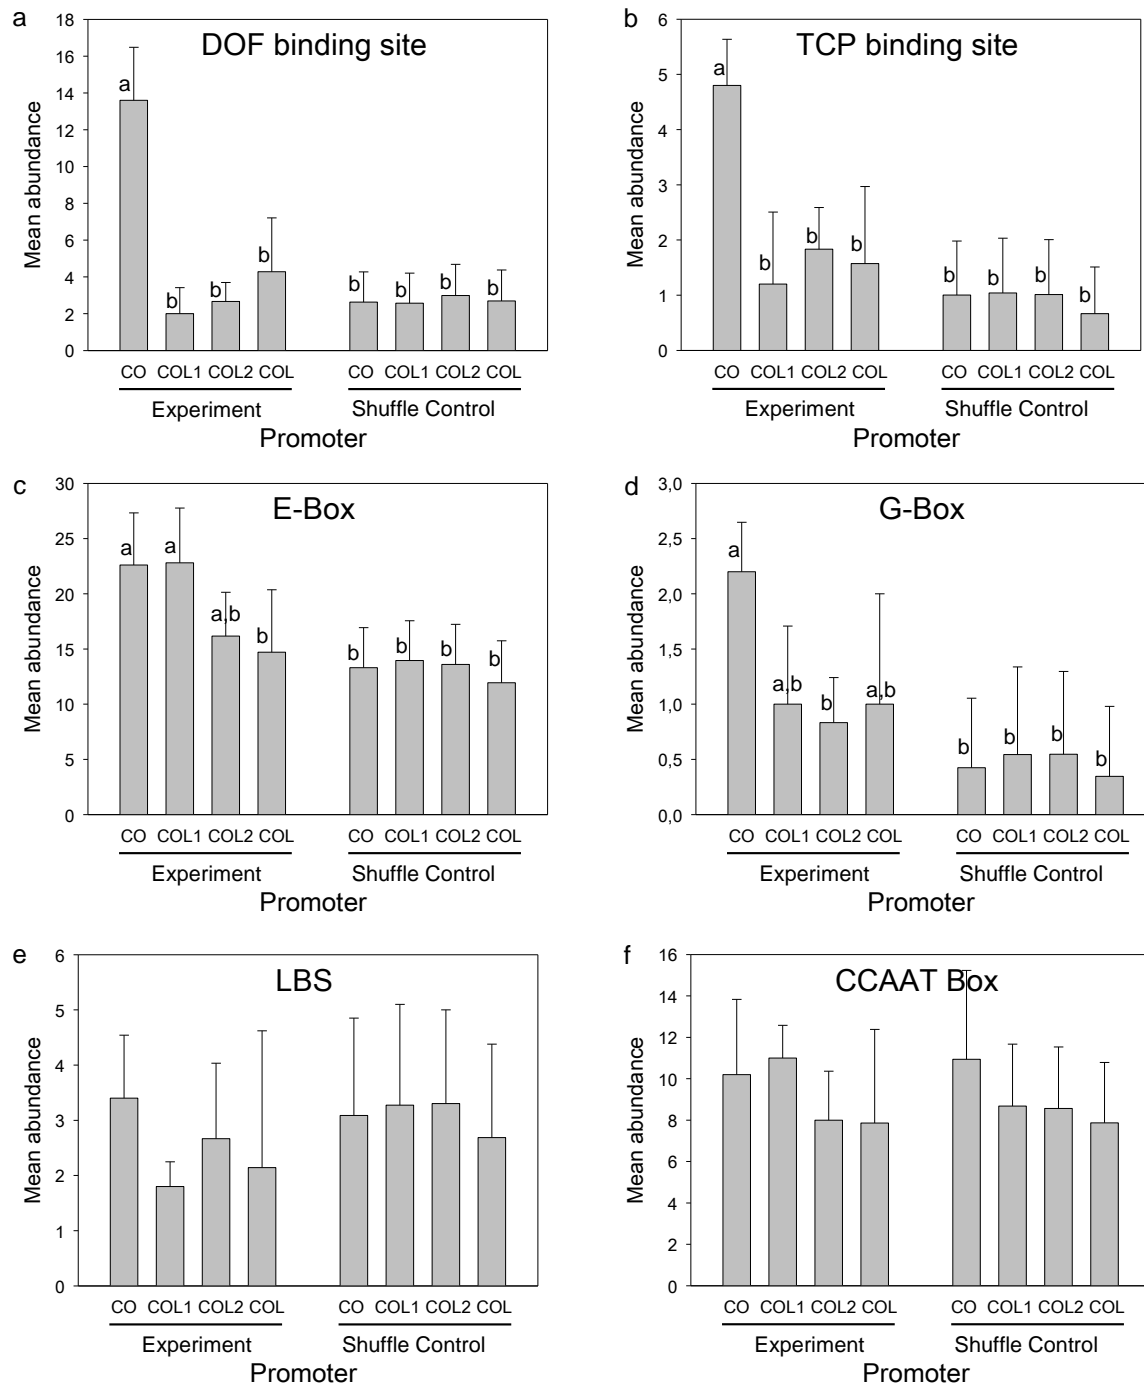 a
DOF binding site
18
16
14
12
10
8
6
4
2
0
Mean abundance
a
b
b
b
b
b
b
b
CO COL1 COL2 COL CO COL1 COL2 COL
Experiment Shuffle Control
Promoter
b
TCP binding site
6
5
4
3
2
1
0
Mean abundance
a
b
b
b
b
b
b
b
CO COL1 COL2 COL CO COL1 COL2 COL
Experiment Shuffle Control
Promoter
c
E-Box
30
25
20
15
10
5
0
Mean abundance
a
a
a,b
b
b
b
b
b
CO COL1 COL2 COL CO COL1 COL2 COL
Experiment Shuffle Control
Promoter
d
G-Box
3,0
2,5
2,0
1,5
1,0
0,5
0,0
Mean abundance
a
a,b
b
a,b
b
b
b
b
CO COL1 COL2 COL CO COL1 COL2 COL
Experiment Shuffle Control
Promoter
e
LBS
6
5
4
3
2
1
0
Mean abundance
CO COL1 COL2 COL CO COL1 COL2 COL
Experiment Shuffle Control
Promoter
f
CCAAT Box
16
14
12
10
8
6
4
2
0
Mean abundance
CO COL1 COL2 COL CO COL1 COL2 COL
Experiment Shuffle Control
Promoter